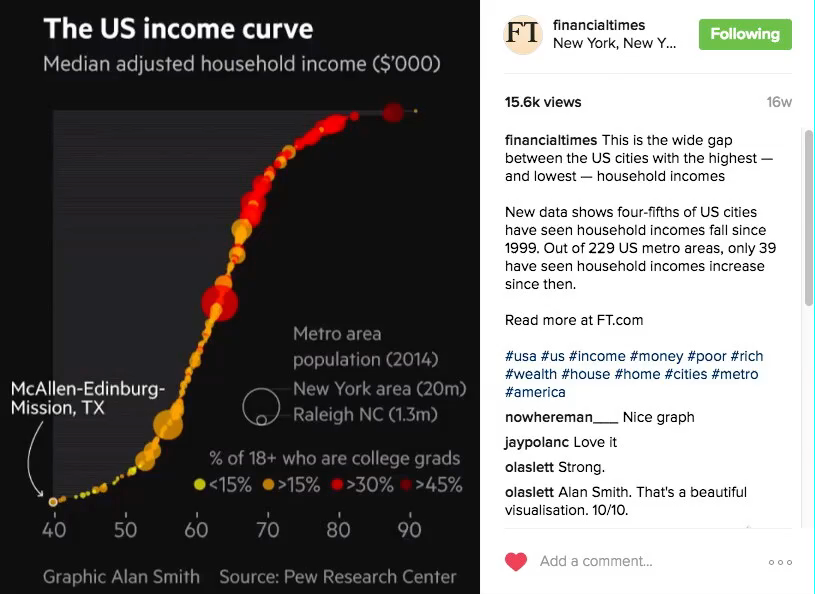 The US income curve
Median adjusted household income ($'000)
McAllen-Edinburg-
Mission, TX
Metro area
population (2014)
New York area (20m)
Raleigh NC (1.3m)
% of 18+ who are college grads
<15% >15% >30% >45%
40 50 60 70 80 90
Graphic Alan Smith Source: Pew Research Center
FT
financialtimes
New York, New Y...
Following
15.6k views
16w
financialtimes This is the wide gap
between the US cities with the highest —
and lowest — household incomes
New data shows four-fifths of US cities
have seen household incomes fall since
1999. Out of 229 US metro areas, only 39
have seen household incomes increase
since then.
Read more at FT.com
#usa #us #income #money #poor #rich
#wealth #house #home #cities #metro
#america
nowhereman___ Nice graph
jaypolanc Love it
olaslett Strong.
olaslett Alan Smith. That's a beautiful
visualisation. 10/10.
Add a comment...